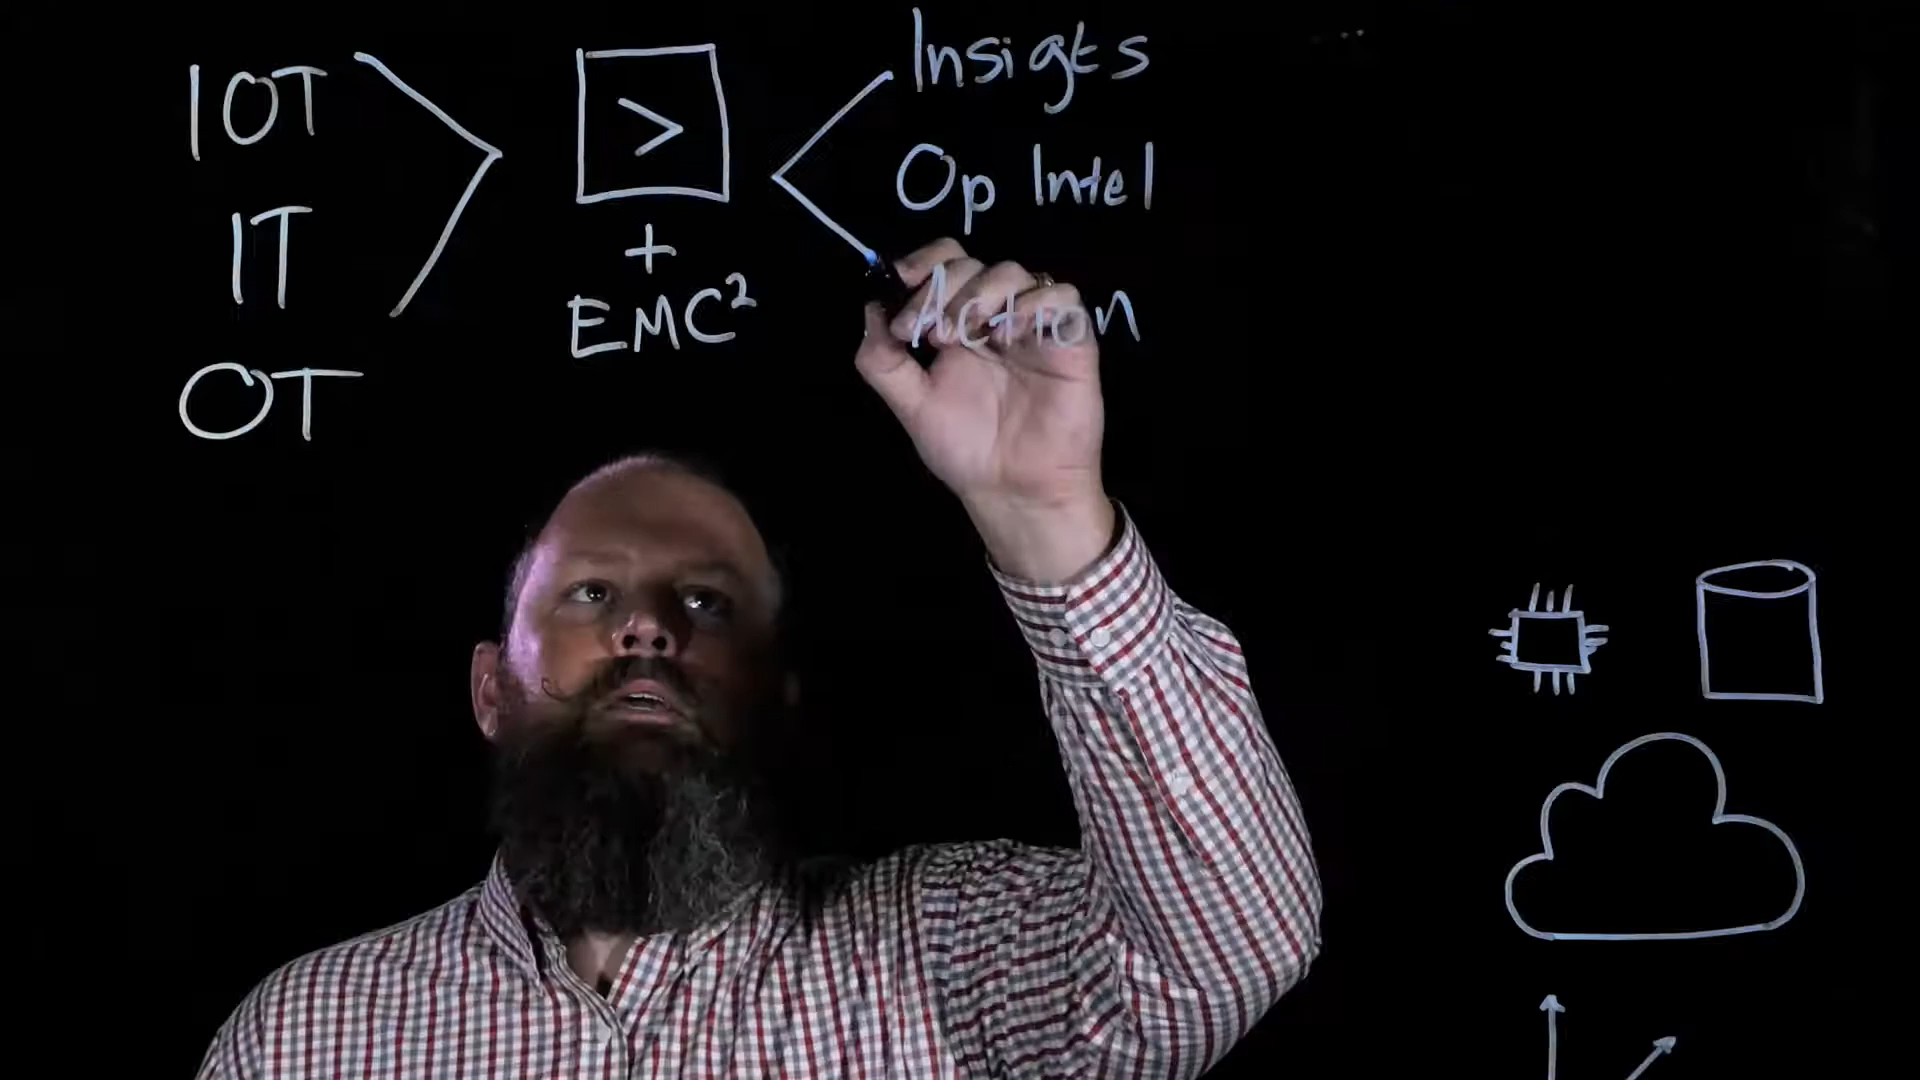 IOT
IT
OT
>
+
EMC²
Insigts
Op Intel
Action